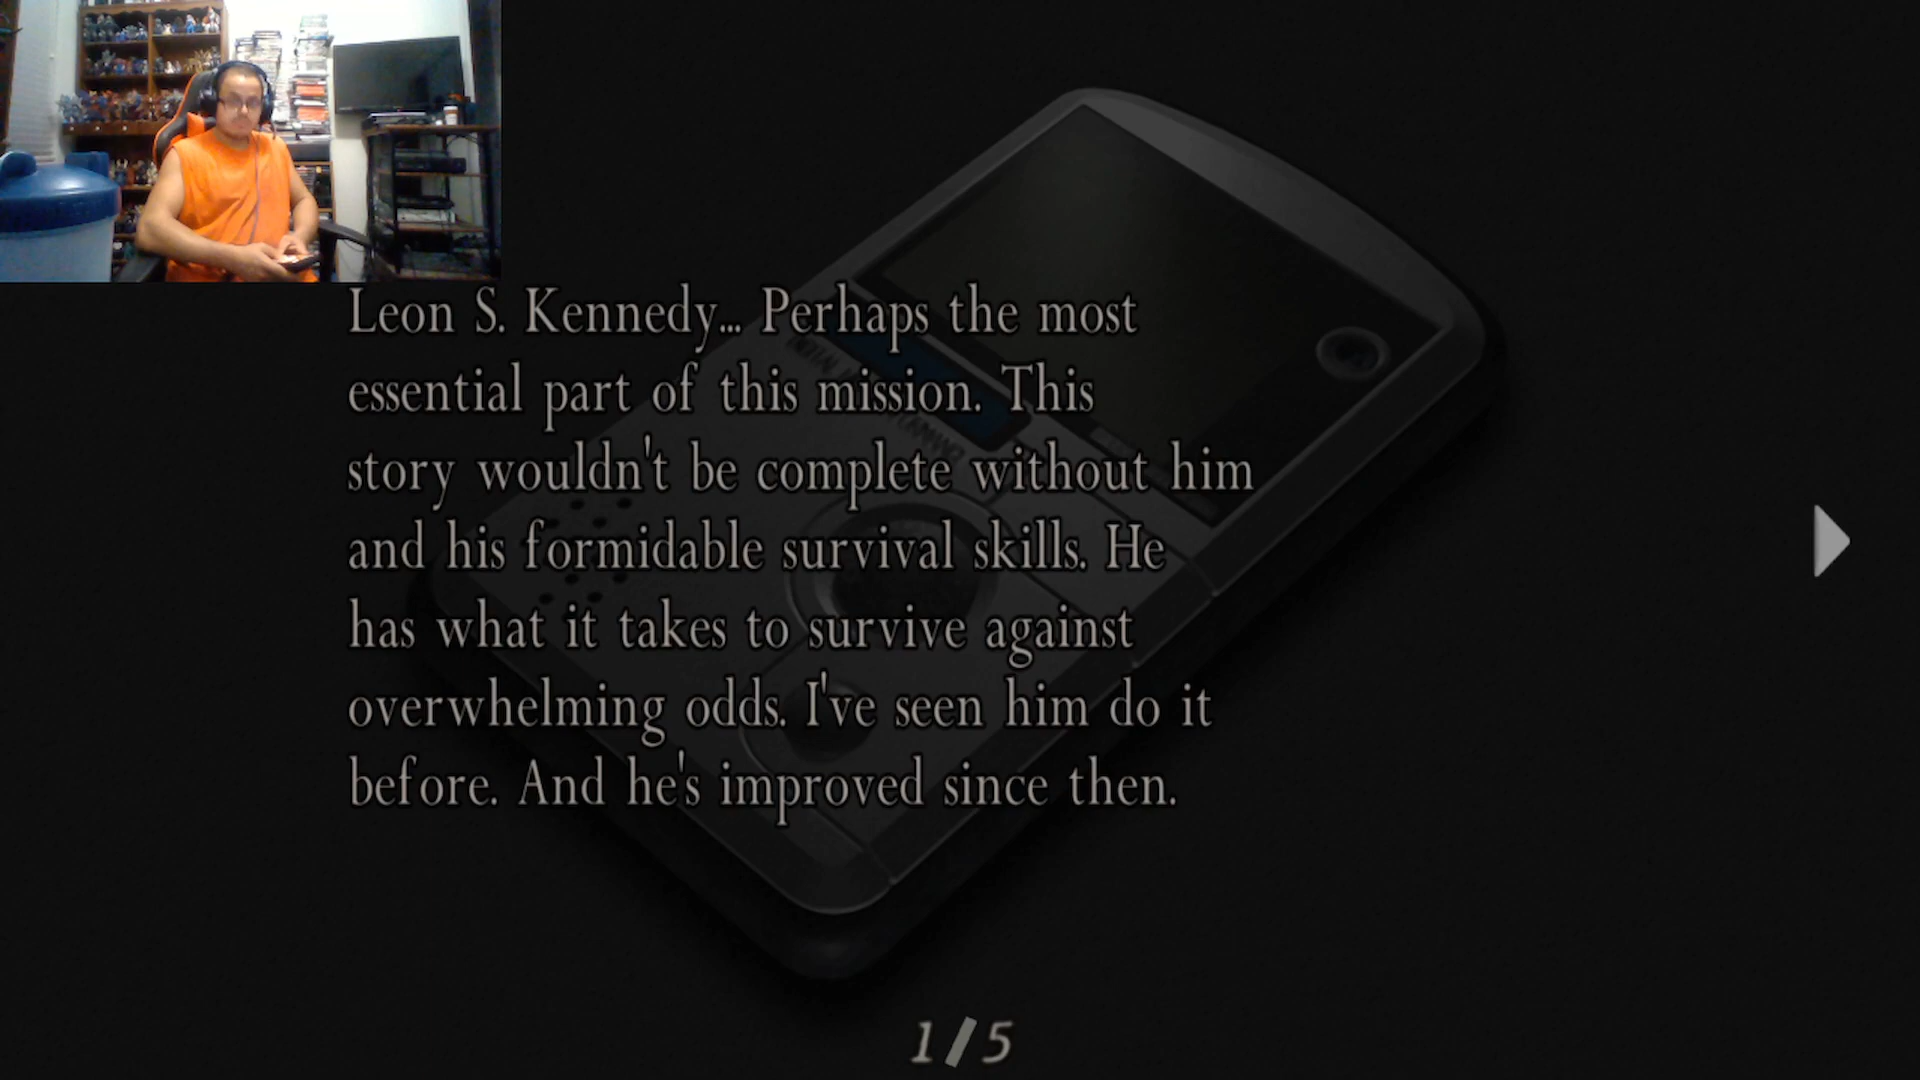 Leon S. Kennedy... Perhaps the most
essential part of this mission. This
story wouldn't be complete without him
and his formidable survival skills. He
has what it takes to survive against
overwhelming odds. I've seen him do it
before. And he's improved since then.
1/5